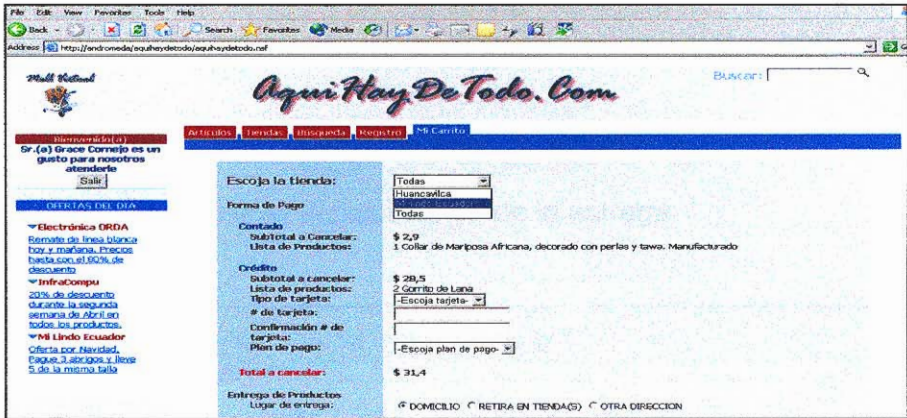 File Edit View Favorites Tools Help
Back Search Favorites Media
Address http://andromeda/aquihaydetodo/aquihaydetodo.nsf
Mall Virtual
AquiHayDeTodo.Com
Buscar:
Artículos Tiendas Búsqueda Registro Mi Carrito
Bienvenido(a)
Sr.(a) Grace Cornejo es un
gusto para nosotros
atenderle
Salir
OFERTAS DEL DIA
Electrónica ORDA
Remate de linea blanca
hoy y mañana. Precios
hasta con el 60% de
descuento
InfraCompu
20% de descuento
durante la segunda
semana de Abril en
todos los productos.
Mi Lindo Ecuador
Oferta por Navidad.
Pague 3 abrigos y lleve
5 de la misma talla
Escoja la tienda: Todas
Huancavilca
Mi Lindo Ecuador
Todas
Forma de Pago
Contado
SubTotal a Cancelar: $ 2,9
Lista de Productos: 1 Collar de Mariposa Africana, decorado con perlas y tawa. Manufacturado
Crédito
Subtotal a cancelar: $ 28,5
Lista de productos: 2 Gorrito de Lana
Tipo de tarjeta: -Escoja tarjeta-
# de tarjeta:
Confirmación # de
tarjeta:
Plan de pago: -Escoja plan de pago-
Total a cancelar: $ 31,4
Entrega de Productos
Lugar de entrega: DOMICILIO RETIRA EN TIENDA(S) OTRA DIRECCION